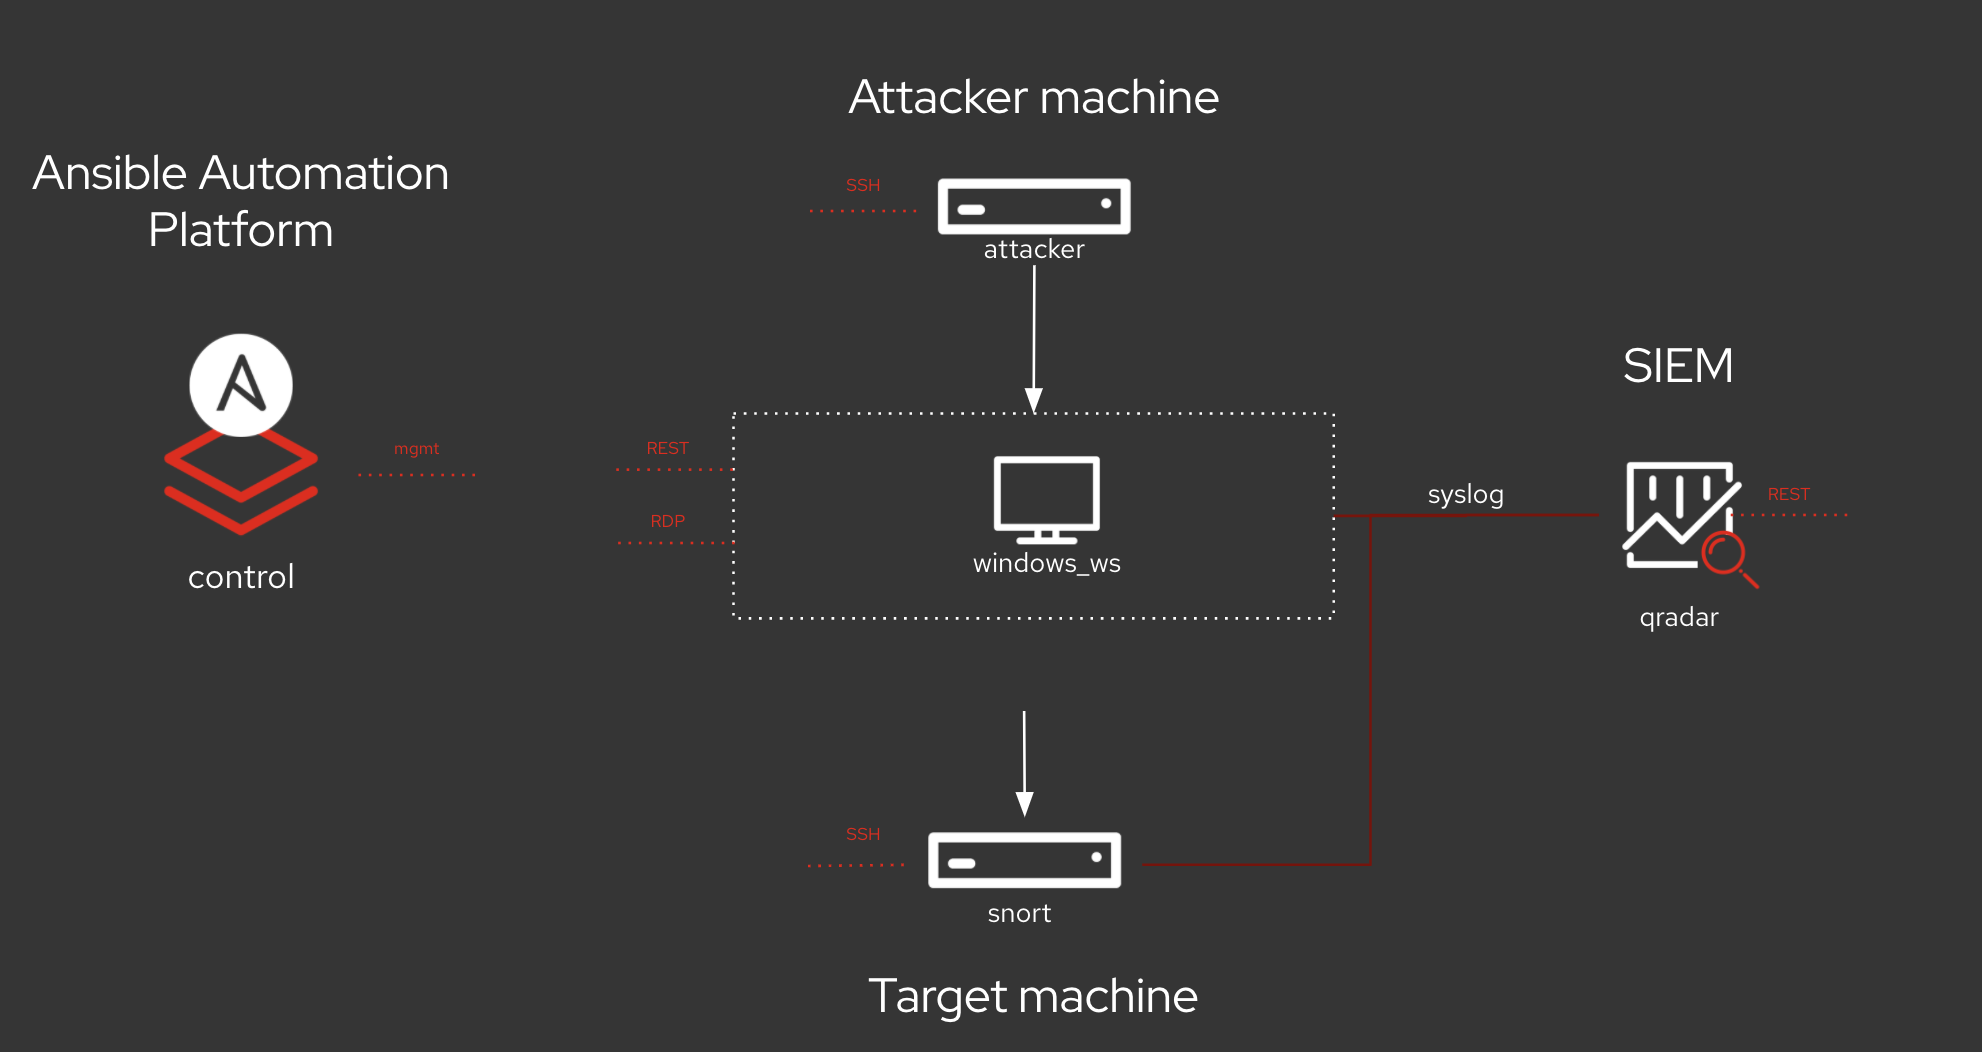 Attacker machine
Ansible Automation
Platform
SSH
attacker
SIEM
mgmt
REST
RDP
windows_ws
syslog
REST
control
qradar
SSH
snort
Target machine